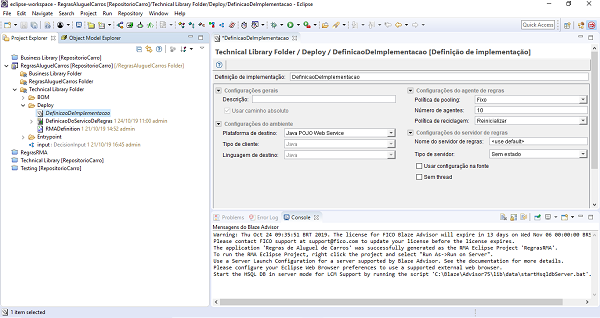 eclipse-workspace - RegrasAluguelCarros [RepositorioCarro]/Technical Library Folder/Deploy/DefinicaoDeImplementacao - Eclipse
File Edit Navigate Search Project Run Repository Window Help
Quick Access
Project Explorer
Object Model Explorer
Business Library [RepositorioCarro]
RegrasAluguelCarros [RepositorioCarro] [/RegrasAluguelCarros Folder]
Business Library Folder
RegrasAluguelCarros Folder
Technical Library Folder
BOM
Deploy
DefinicaoDeImplementacao
DefinicaoDeServicoDeRegras 1 24/10/19 11:00 admin
RMADefinition 1 21/10/19 14:52 admin
Entrypoint
input : DecisionInput 1 21/10/19 16:45 admin
RegrasRMA
Technical Library [RepositorioCarro]
Testing [RepositorioCarro]
*DefinicaoDeImplementacao
Technical Library Folder / Deploy / DefinicaoDeImplementacao [Definição de implementação]
Definição de implementação: DefinicaoDeImplementacao
Configurações gerais
Descrição:
Usar caminho absoluto
Configurações do ambiente
Plataforma de destino: Java POJO Web Service
Tipo de cliente: Java
Linguagem de destino: Java
Configurações do agente de regras
Política de pooling: Fixo
Número de agentes: 10
Política de reciclagem: Reinicializar
Configurações do servidor de regras
Nome do servidor de regras: <use default>
Tipo de servidor: Sem estado
Usar configuração na fonte
Sem thread
Problems
Error Log
Console
Mensagens do Blaze Advisor
Warning: Thu Oct 24 09:35:51 BRT 2019. The license for FICO Blaze Advisor will expire in 13 days on Wed Nov 06 00:00:00 BRS
Please contact FICO support at support@fico.com to update your license before the license expires.
The application 'Regras de Aluguel de Carros' was successfully generated as the RMA Eclipse Project 'RegrasRMA'.
To run the RMA Eclipse Project, right click the project and select "Run As->Run on Server".
Use a Server Launch Configuration for a server supported by Blaze Advisor. See the documentation for more details.
Please configure your Eclipse Web Browser preferences to use a supported external web browser.
Start the HSQL DB in server mode for LCM Support by running the script 'C:\Blaze\Advisor75\lib\data\startHsqldbServer.bat'.
1 item selected